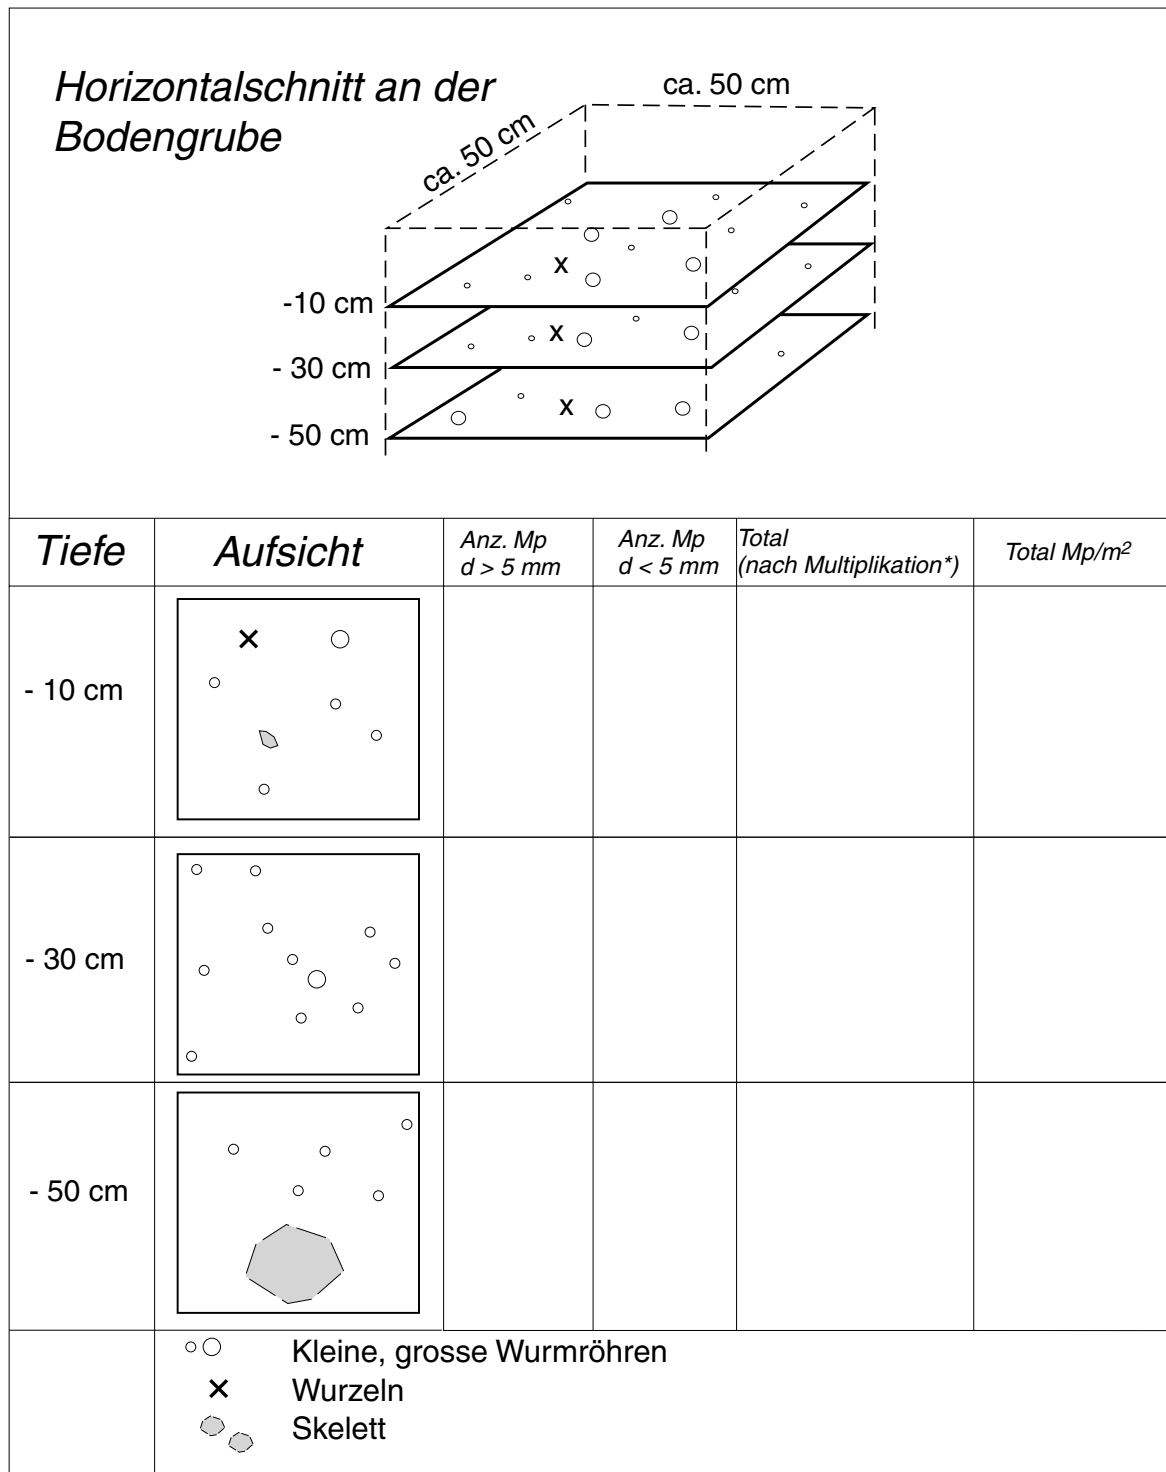 Horizontalschnitt an der
Bodengrube
ca. 50 cm
ca. 50 cm
x
-10 cm
x
- 30 cm
x
- 50 cm
Tiefe
Aufsicht
Anz. Mp
d > 5 mm
Anz. Mp
d < 5 mm
Total
(nach Multiplikation*)
Total Mp/m²
- 10 cm
- 30 cm
- 50 cm
Kleine, grosse Wurmröhren
Wurzeln
Skelett